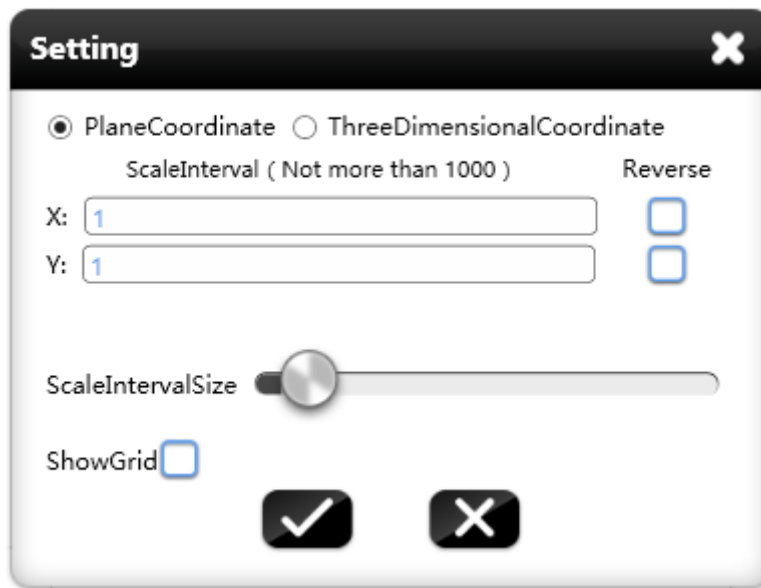 Setting
PlaneCoordinate ThreeDimensionalCoordinate
ScaleInterval ( Not more than 1000 ) Reverse
X: 1
Y: 1
ScaleIntervalSize
ShowGrid